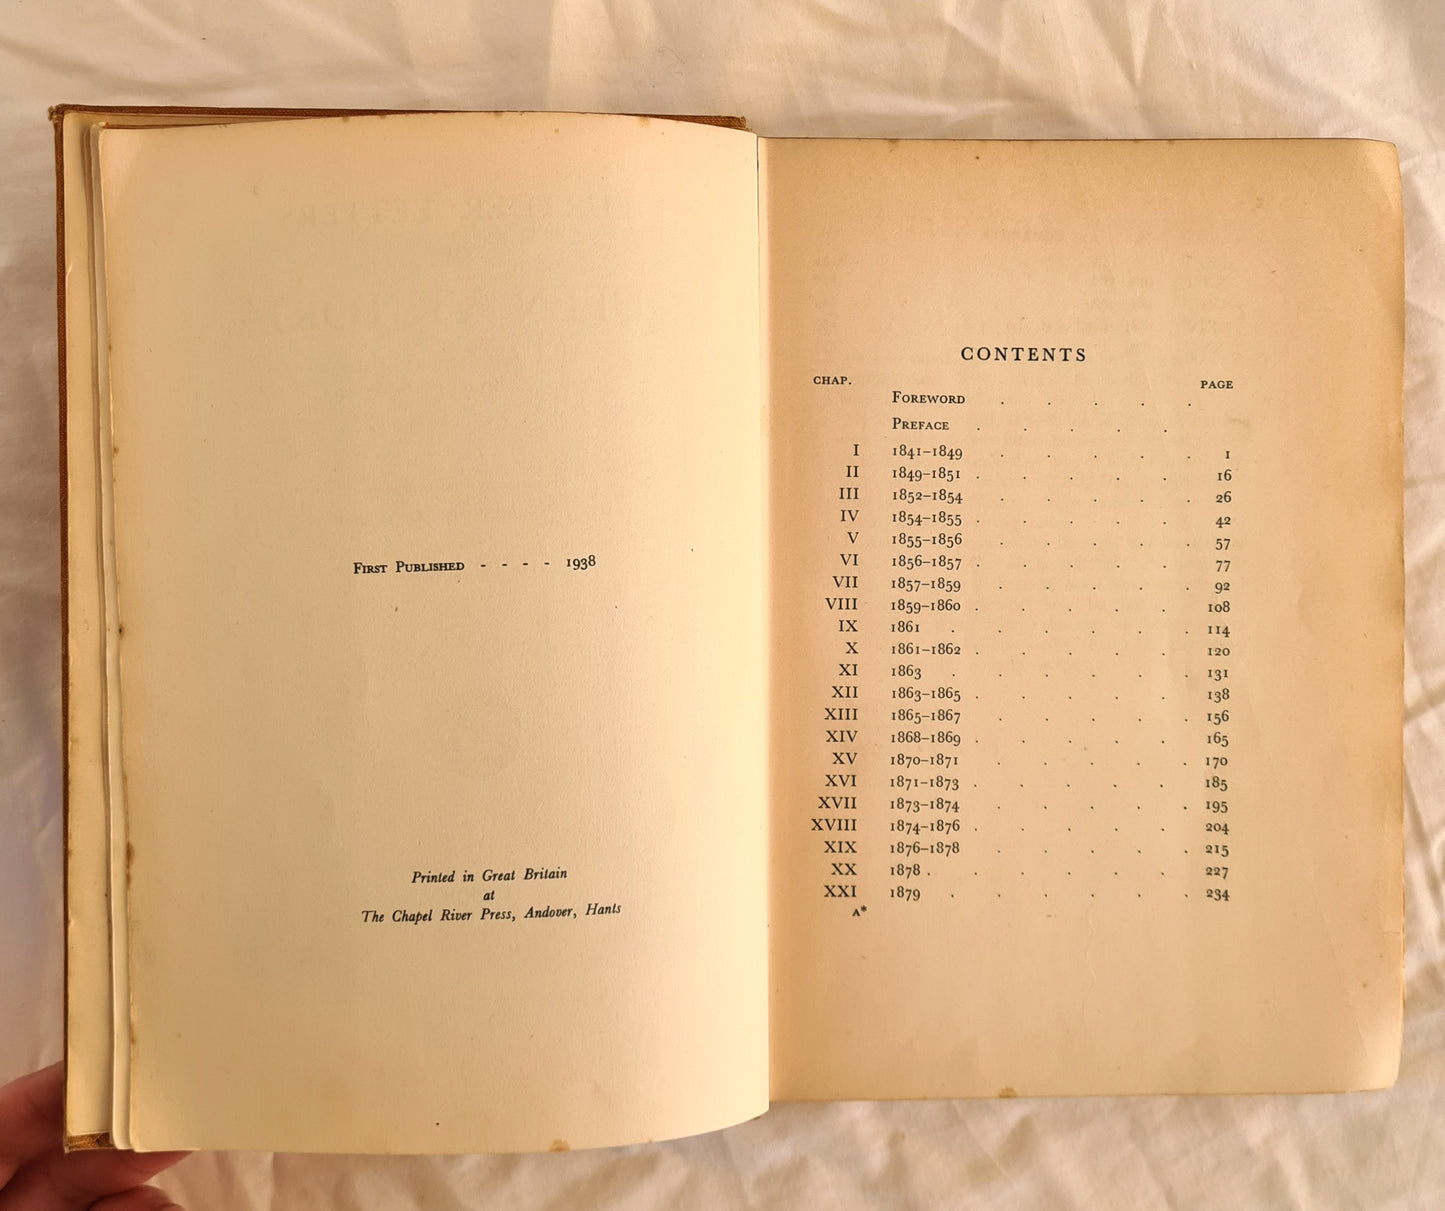 First Published - - - - 1938
Printed in Great Britain
at
The Chapel River Press, Andover, Hants
CONTENTS
CHAP. PAGE
Foreword . . . . .
Preface . . . . .
I 1841–1849 . . . . . 1
II 1849–1851 . . . . . 16
III 1852–1854 . . . . . 26
IV 1854–1855 . . . . . 42
V 1855–1856 . . . . . 57
VI 1856–1857 . . . . . 77
VII 1857–1859 . . . . . 92
VIII 1859–1860 . . . . . 108
IX 1861 . . . . . . 114
X 1861–1862 . . . . . 120
XI 1863 . . . . . . 131
XII 1863–1865 . . . . . 138
XIII 1865–1867 . . . . . 156
XIV 1868–1869 . . . . . 165
XV 1870–1871 . . . . . 170
XVI 1871–1873 . . . . . 185
XVII 1873–1874 . . . . . 195
XVIII 1874–1876 . . . . . 204
XIX 1876–1878 . . . . . 215
XX 1878 . . . . . . 227
XXI 1879 . . . . . . 234
A*